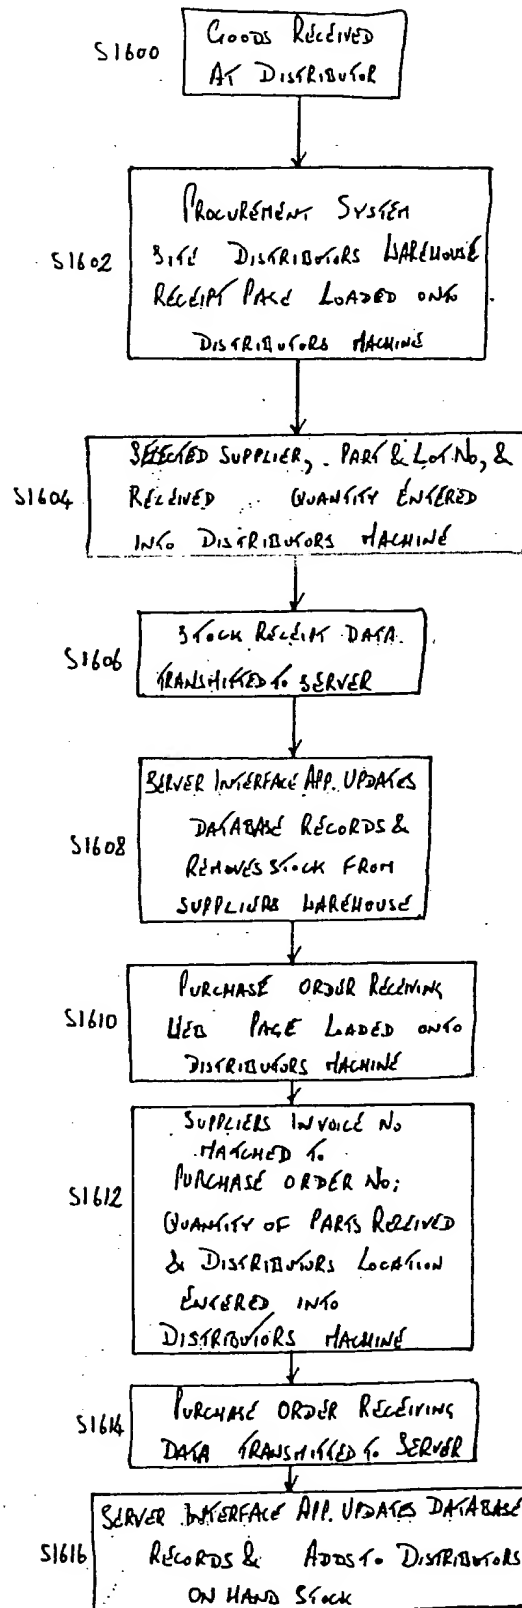 S1600
GOODS RECEIVED
AT DISTRIBUTOR
S1602
PROCUREMENT SYSTEM
SITE DISTRIBUTORS WAREHOUSE
RECEIPT PAGE LOADED ONTO
DISTRIBUTORS MACHINE
S1604
SELECTED SUPPLIER, PART & LOT NO, &
RECEIVED QUANTITY ENTERED
INTO DISTRIBUTORS MACHINE
S1606
STOCK RECEIPT DATA
TRANSMITTED TO SERVER
S1608
SERVER INTERFACE APP. UPDATES
DATABASE RECORDS &
REMOVES STOCK FROM
SUPPLIERS WAREHOUSE
S1610
PURCHASE ORDER RECEIVING
WEB PAGE LOADED ONTO
DISTRIBUTORS MACHINE
S1612
SUPPLIERS INVOICE NO
MATCHED TO
PURCHASE ORDER NO;
QUANTITY OF PARTS RECEIVED
& DISTRIBUTORS LOCATION
ENTERED INTO
DISTRIBUTORS MACHINE
S1614
PURCHASE ORDER RECEIVING
DATA TRANSMITTED TO SERVER
S1616
SERVER INTERFACE APP. UPDATES DATABASE
RECORDS & ADDS TO DISTRIBUTORS
ON HAND STOCK